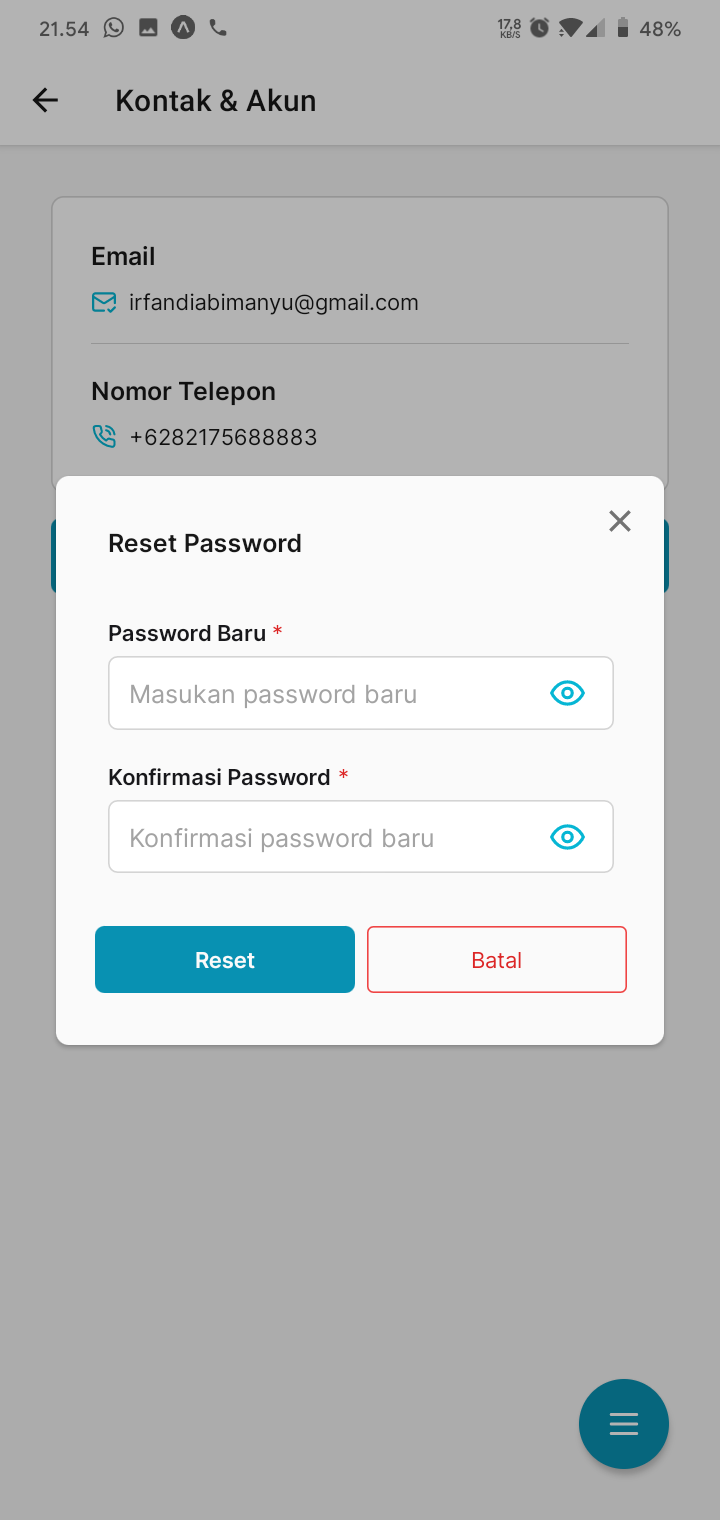 21.54
17,8
KB/S
48%
Kontak & Akun
Email
irfandiabimanyu@gmail.com
Nomor Telepon
+6282175688883
Reset Password
Password Baru *
Masukan password baru
Konfirmasi Password *
Konfirmasi password baru
Reset
Batal